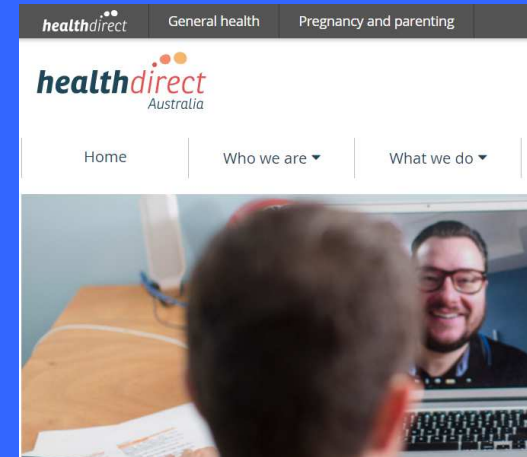 healthdirect General health Pregnancy and parenting
healthdirect
Australia
Home Who we are What we do